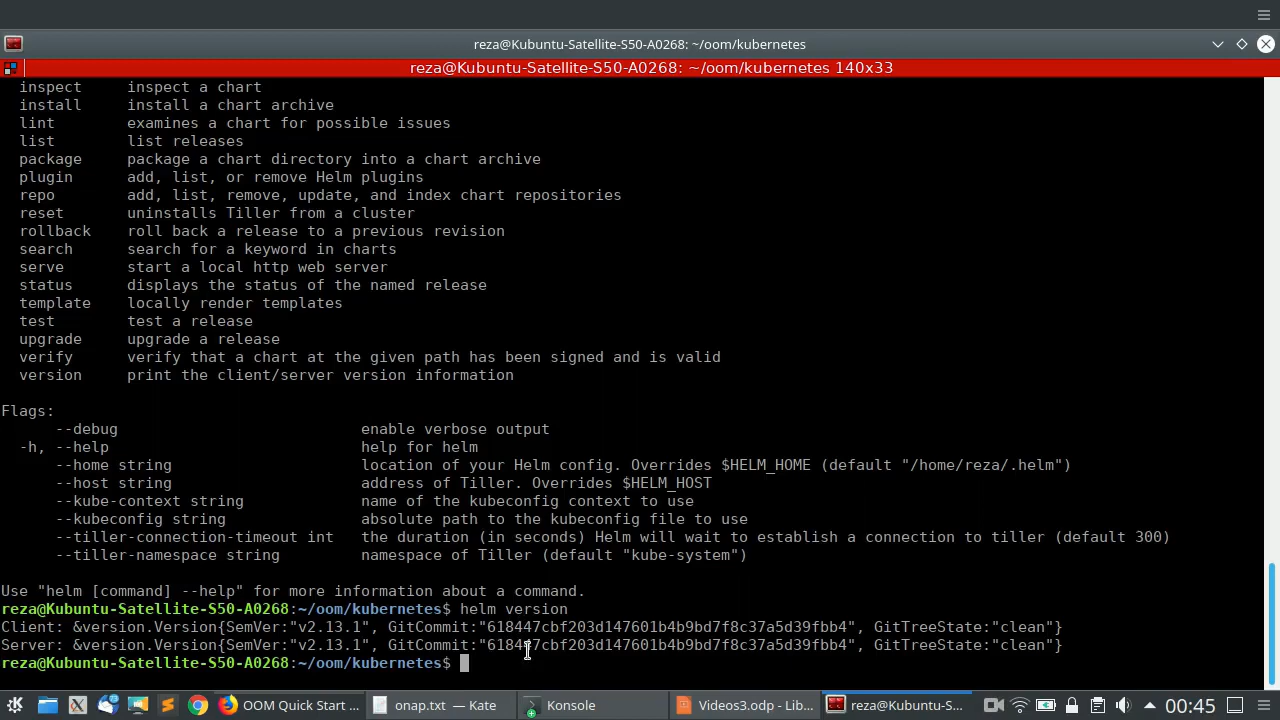 reza@Kubuntu-Satellite-S50-A0268: ~/oom/kubernetes
reza@Kubuntu-Satellite-S50-A0268: ~/oom/kubernetes 140x33
inspect     inspect a chart
install     install a chart archive
lint        examines a chart for possible issues
list        list releases
package     package a chart directory into a chart archive
plugin      add, list, or remove Helm plugins
repo        add, list, remove, update, and index chart repositories
reset       uninstalls Tiller from a cluster
rollback    roll back a release to a previous revision
search      search for a keyword in charts
serve       start a local http web server
status      displays the status of the named release
template    locally render templates
test        test a release
upgrade     upgrade a release
verify      verify that a chart at the given path has been signed and is valid
version     print the client/server version information
Flags:
--debug                           enable verbose output
-h, --help                            help for helm
--home string                     location of your Helm config. Overrides $HELM_HOME (default "/home/reza/.helm")
--host string                     address of Tiller. Overrides $HELM_HOST
--kube-context string             name of the kubeconfig context to use
--kubeconfig string               absolute path to the kubeconfig file to use
--tiller-connection-timeout int   the duration (in seconds) Helm will wait to establish a connection to tiller (default 300)
--tiller-namespace string         namespace of Tiller (default "kube-system")
Use "helm [command] --help" for more information about a command.
reza@Kubuntu-Satellite-S50-A0268:~/oom/kubernetes$ helm version
Client: &version.Version{SemVer:"v2.13.1", GitCommit:"618447cbf203d147601b4b9bd7f8c37a5d39fbb4", GitTreeState:"clean"}
Server: &version.Version{SemVer:"v2.13.1", GitCommit:"618447cbf203d147601b4b9bd7f8c37a5d39fbb4", GitTreeState:"clean"}
reza@Kubuntu-Satellite-S50-A0268:~/oom/kubernetes$
OOM Quick Start ... onap.txt — Kate Konsole Videos3.odp - Lib... reza@Kubuntu-S... 00:45